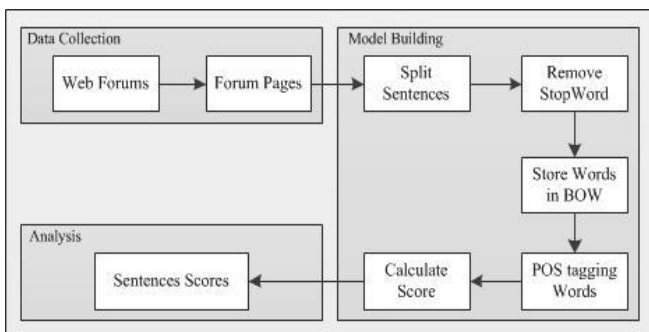 Data Collection
Web Forums
Forum Pages
Model Building
Split
Sentences
Remove
StopWord
Store Words
in BOW
POS tagging
Words
Calculate
Score
Analysis
Sentences Scores